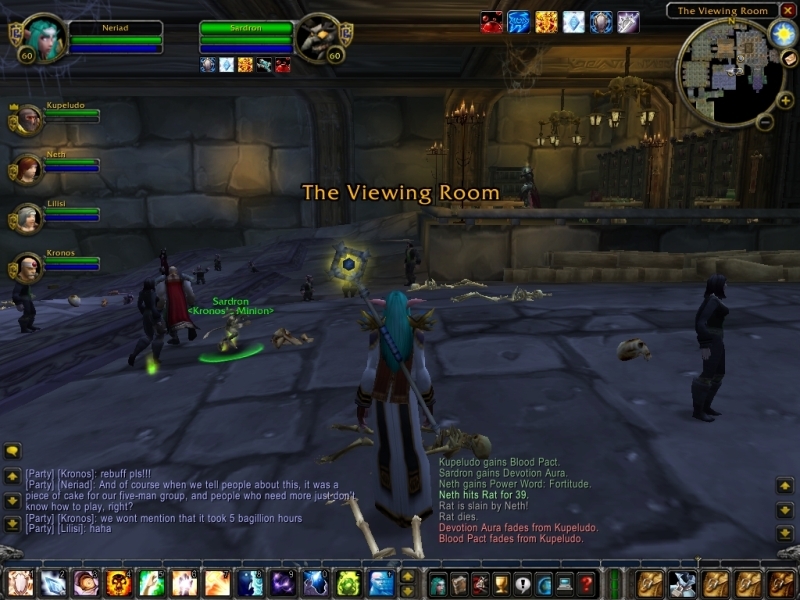 The Viewing Room
N
Neriad
60
Sardron
60
Kupeludo
Neth
Lilisi
Kronos
The Viewing Room
Sardron
<Kronos's Minion>
[Party] [Kronos]: rebuff pls!!!
[Party] [Neriad]: And of course when we tell people about this, it was a
piece of cake for our five-man group, and people who need more just don't
know how to play, right?
[Party] [Kronos]: we wont mention that it took 5 bagillion hours
[Party] [Lilisi]: haha
Kupeludo gains Blood Pact.
Sardron gains Devotion Aura.
Neth gains Power Word: Fortitude.
Neth hits Rat for 39.
Rat is slain by Neth!
Rat dies.
Devotion Aura fades from Kupeludo.
Blood Pact fades from Kupeludo.